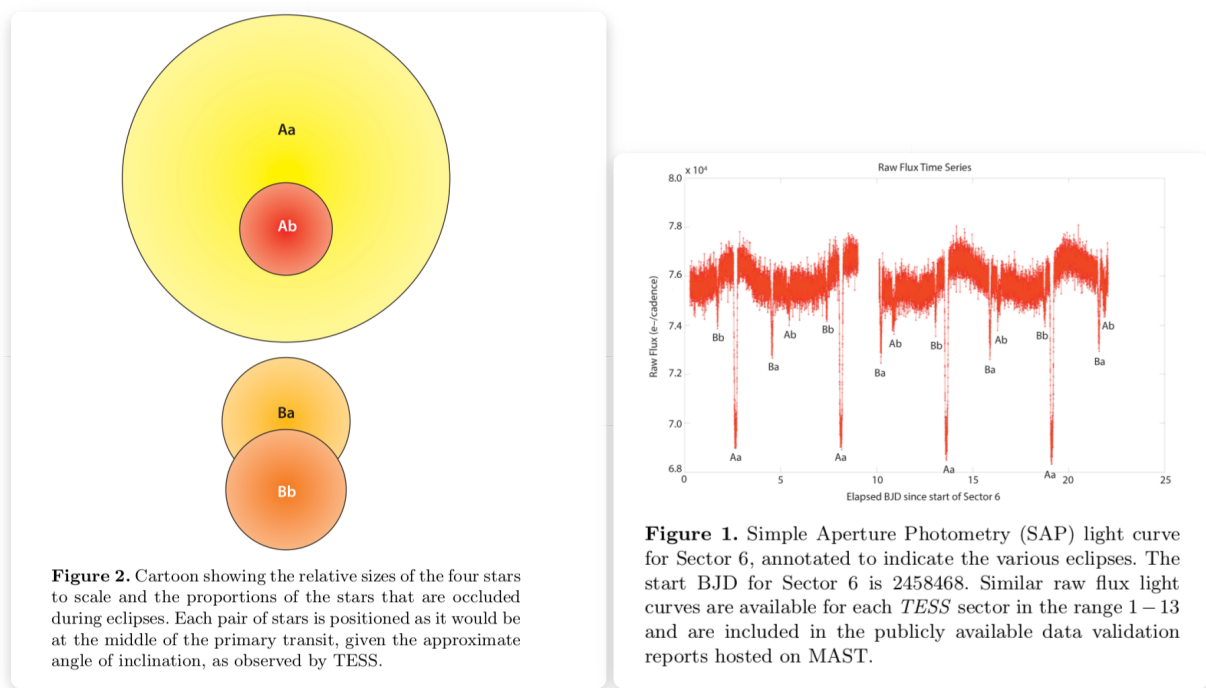 Aa
Ab
Ba
Bb
Figure 2. Cartoon showing the relative sizes of the four stars
to scale and the proportions of the stars that are occluded
during eclipses. Each pair of stars is positioned as it would be
at the middle of the primary transit, given the approximate
angle of inclination, as observed by TESS.
Raw Flux Time Series
x 10⁴
8.0
7.8
7.6
7.4
7.2
7.0
6.8
Raw Flux (e−/cadence)
Bb
Aa
Ba
Ab
Bb
Aa
Ba
Ab
Bb
Aa
Ba
Ab
Bb
Aa
Ba
Ab
0 5 10 15 20 25
Elapsed BJD since start of Sector 6
Figure 1. Simple Aperture Photometry (SAP) light curve
for Sector 6, annotated to indicate the various eclipses. The
start BJD for Sector 6 is 2458468. Similar raw flux light
curves are available for each TESS sector in the range 1 − 13
and are included in the publicly available data validation
reports hosted on MAST.